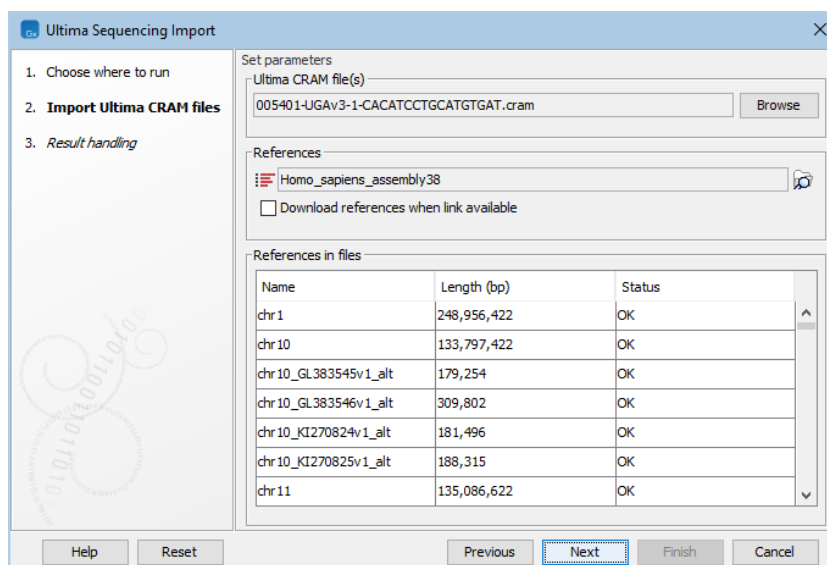 Ultima Sequencing Import
1. Choose where to run
2. Import Ultima CRAM files
3. Result handling
Set parameters
Ultima CRAM file(s)
005401-UGAv3-1-CACATCCTGCATGTGAT.cram
Browse
References
Homo_sapiens_assembly38
Download references when link available
References in files
Name Length (bp) Status
chr1 248,956,422 OK
chr10 133,797,422 OK
chr10_GL383545v1_alt 179,254 OK
chr10_GL383546v1_alt 309,802 OK
chr10_KI270824v1_alt 181,496 OK
chr10_KI270825v1_alt 188,315 OK
chr11 135,086,622 OK
Help Reset Previous Next Finish Cancel